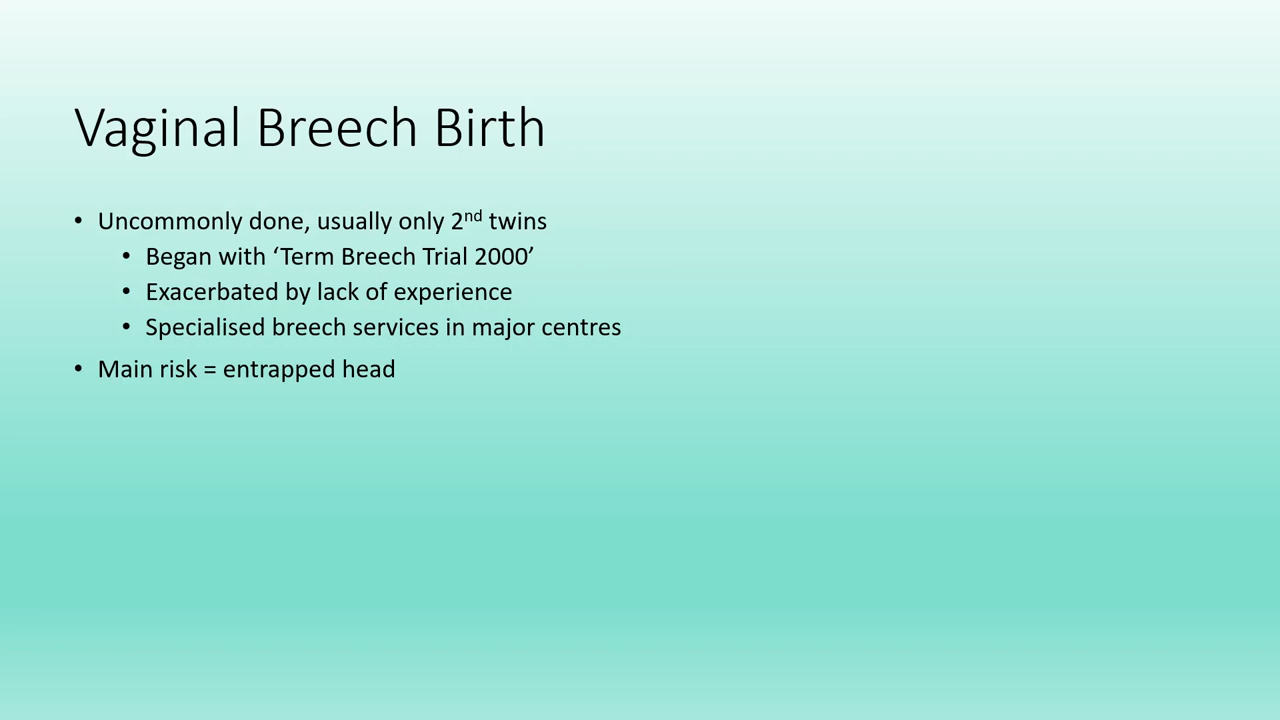 Vaginal Breech Birth
• Uncommonly done, usually only 2nd twins
• Began with ‘Term Breech Trial 2000’
• Exacerbated by lack of experience
• Specialised breech services in major centres
• Main risk = entrapped head